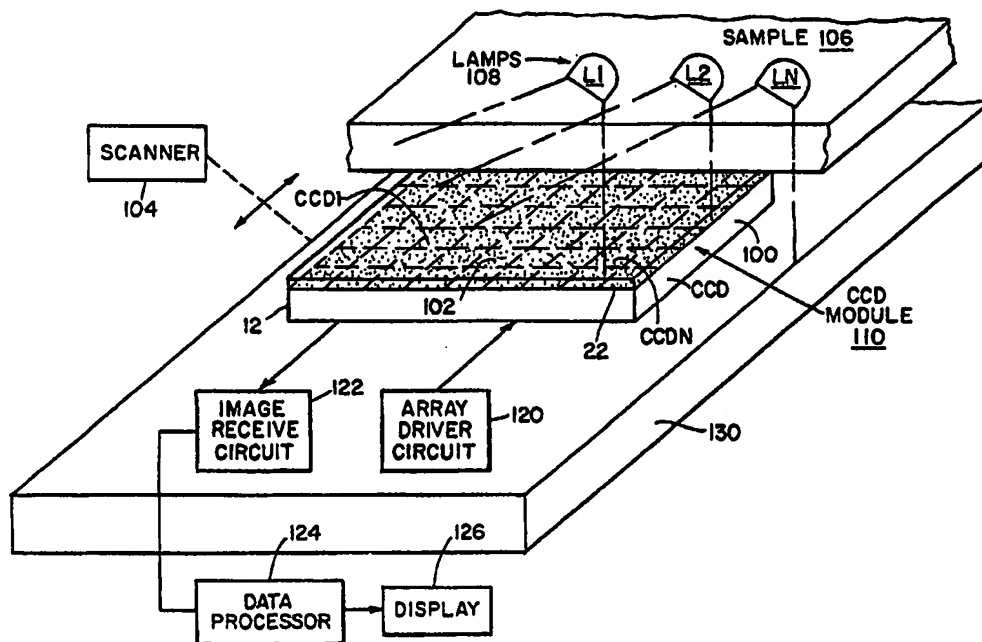 SAMPLE 106
LAMPS
108
L1
L2
LN
SCANNER
104
CCD1
100
102
CCD
CCD
MODULE
110
12
22
CCDN
122
120
IMAGE
RECEIVE
CIRCUIT
ARRAY
DRIVER
CIRCUIT
130
124
126
DATA
PROCESSOR
DISPLAY